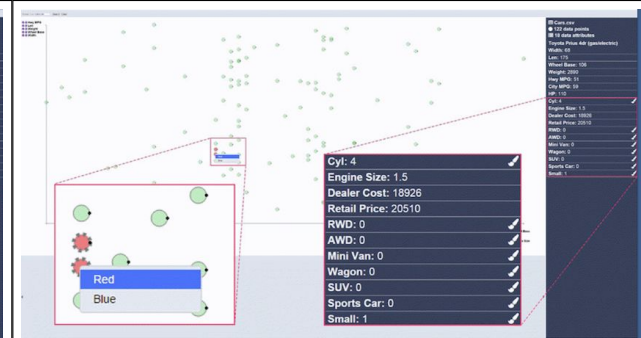 Cars.csv
122 data points
18 data attributes
Toyota Prius 4dr (gas/electric)
Width: 68
Len: 175
Wheel Base: 106
Weight: 2890
Hwy MPG: 51
City MPG: 59
HP: 110
Cyl: 4
Engine Size: 1.5
Dealer Cost: 18926
Retail Price: 20510
RWD: 0
AWD: 0
Mini Van: 0
Wagon: 0
SUV: 0
Sports Car: 0
Small: 1
Cyl: 4
Engine Size: 1.5
Dealer Cost: 18926
Retail Price: 20510
RWD: 0
AWD: 0
Mini Van: 0
Wagon: 0
SUV: 0
Sports Car: 0
Small: 1
Red
Blue